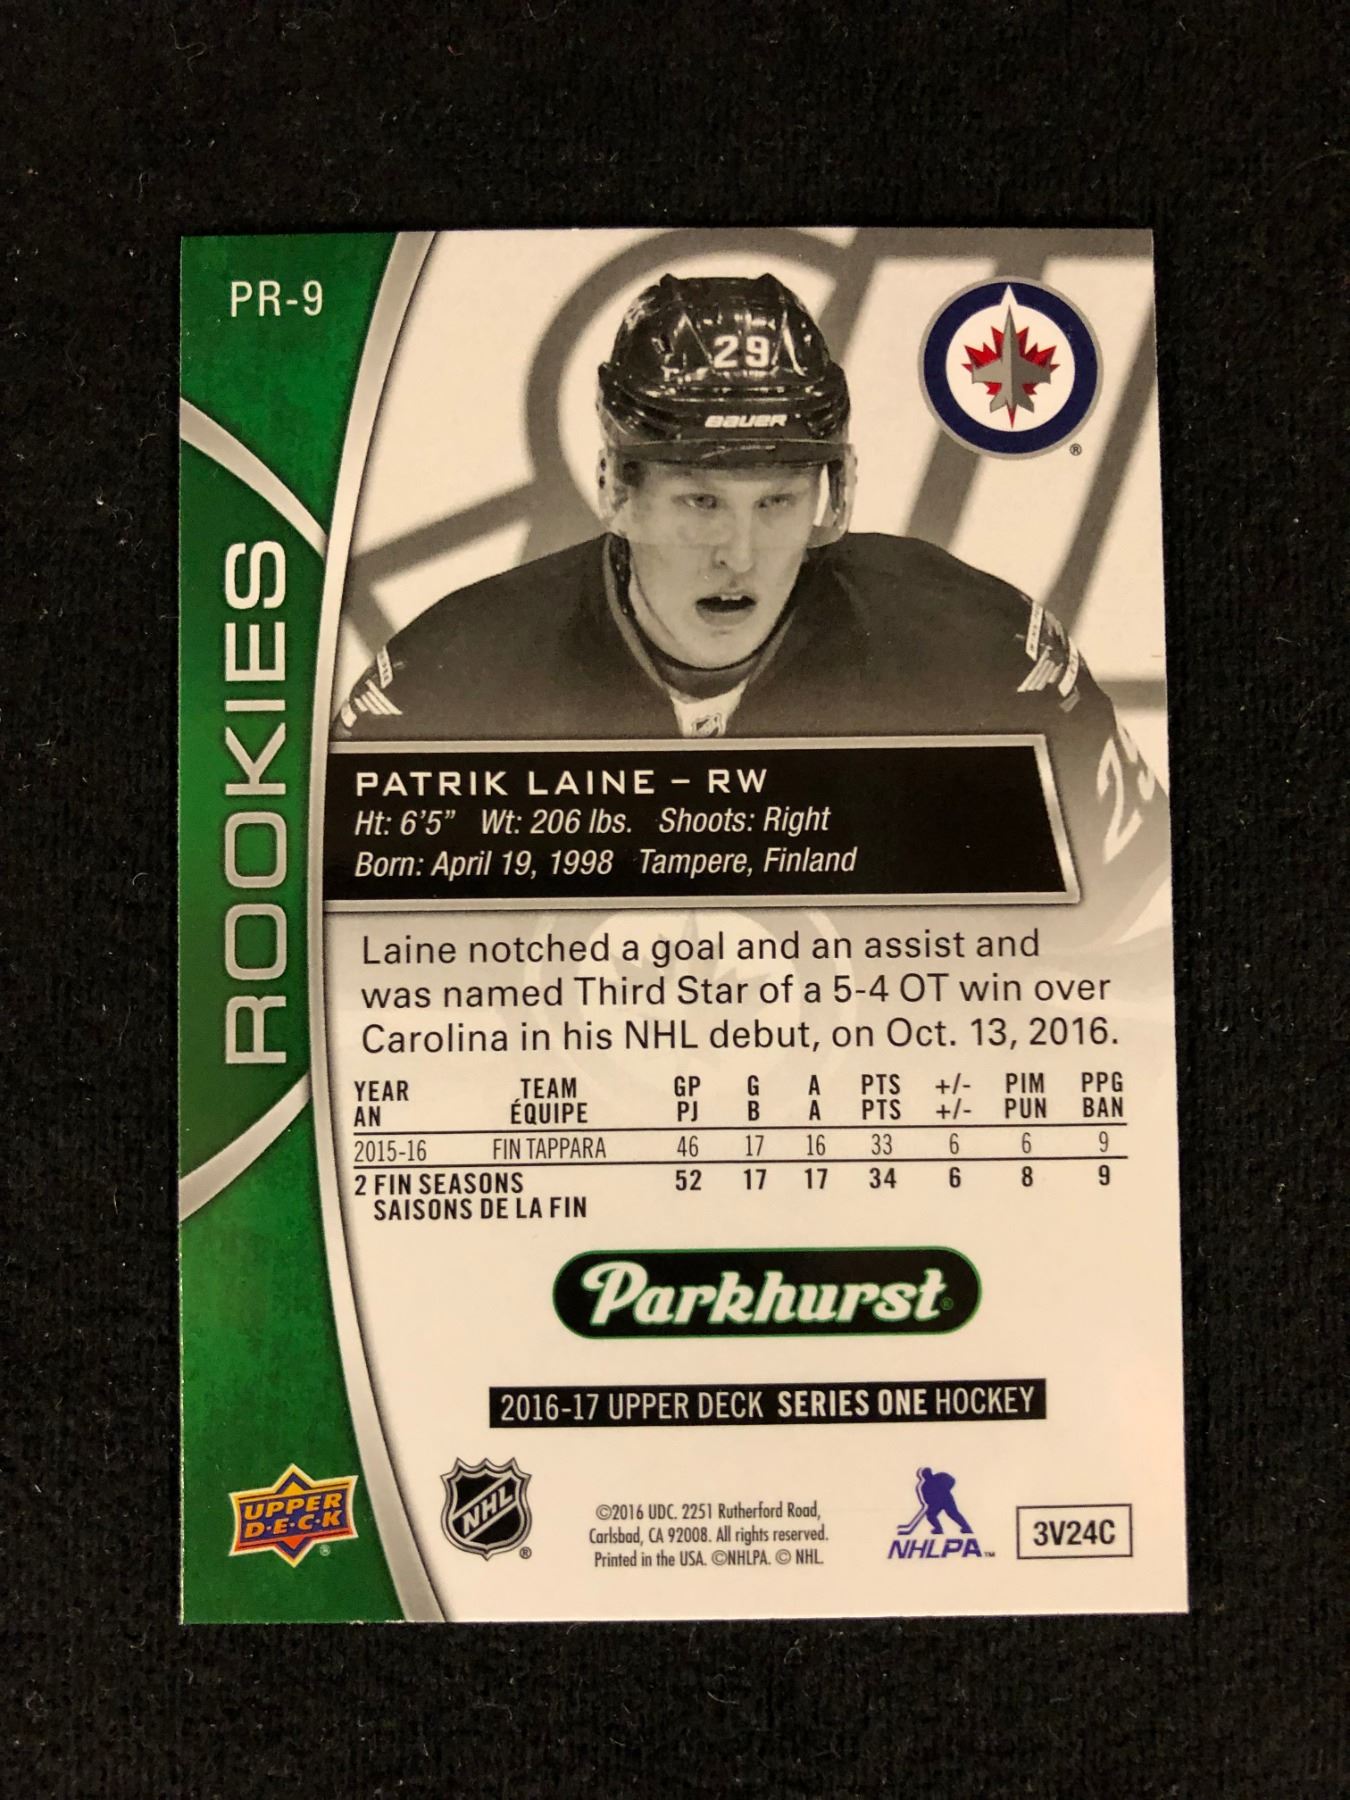 PR-9
29
BAUER
ROOKIES
29
PATRIK LAINE – RW
Ht: 6'5" Wt: 206 lbs. Shoots: Right
Born: April 19, 1998 Tampere, Finland
Laine notched a goal and an assist and
was named Third Star of a 5-4 OT win over
Carolina in his NHL debut, on Oct. 13, 2016.
YEAR TEAM GP G A PTS +/- PIM PPG
AN ÉQUIPE PJ B A PTS +/- PUN BAN
2015-16 FIN TAPPARA 46 17 16 33 6 6 9
2 FIN SEASONS 52 17 17 34 6 8 9
SAISONS DE LA FIN
Parkhurst®
2016-17 UPPER DECK SERIES ONE HOCKEY
UPPER
D·E·C·K
®
NHL
®
©2016 UDC. 2251 Rutherford Road,
Carlsbad, CA 92008. All rights reserved.
Printed in the USA. ©NHLPA. © NHL.
NHLPA™
3V24C